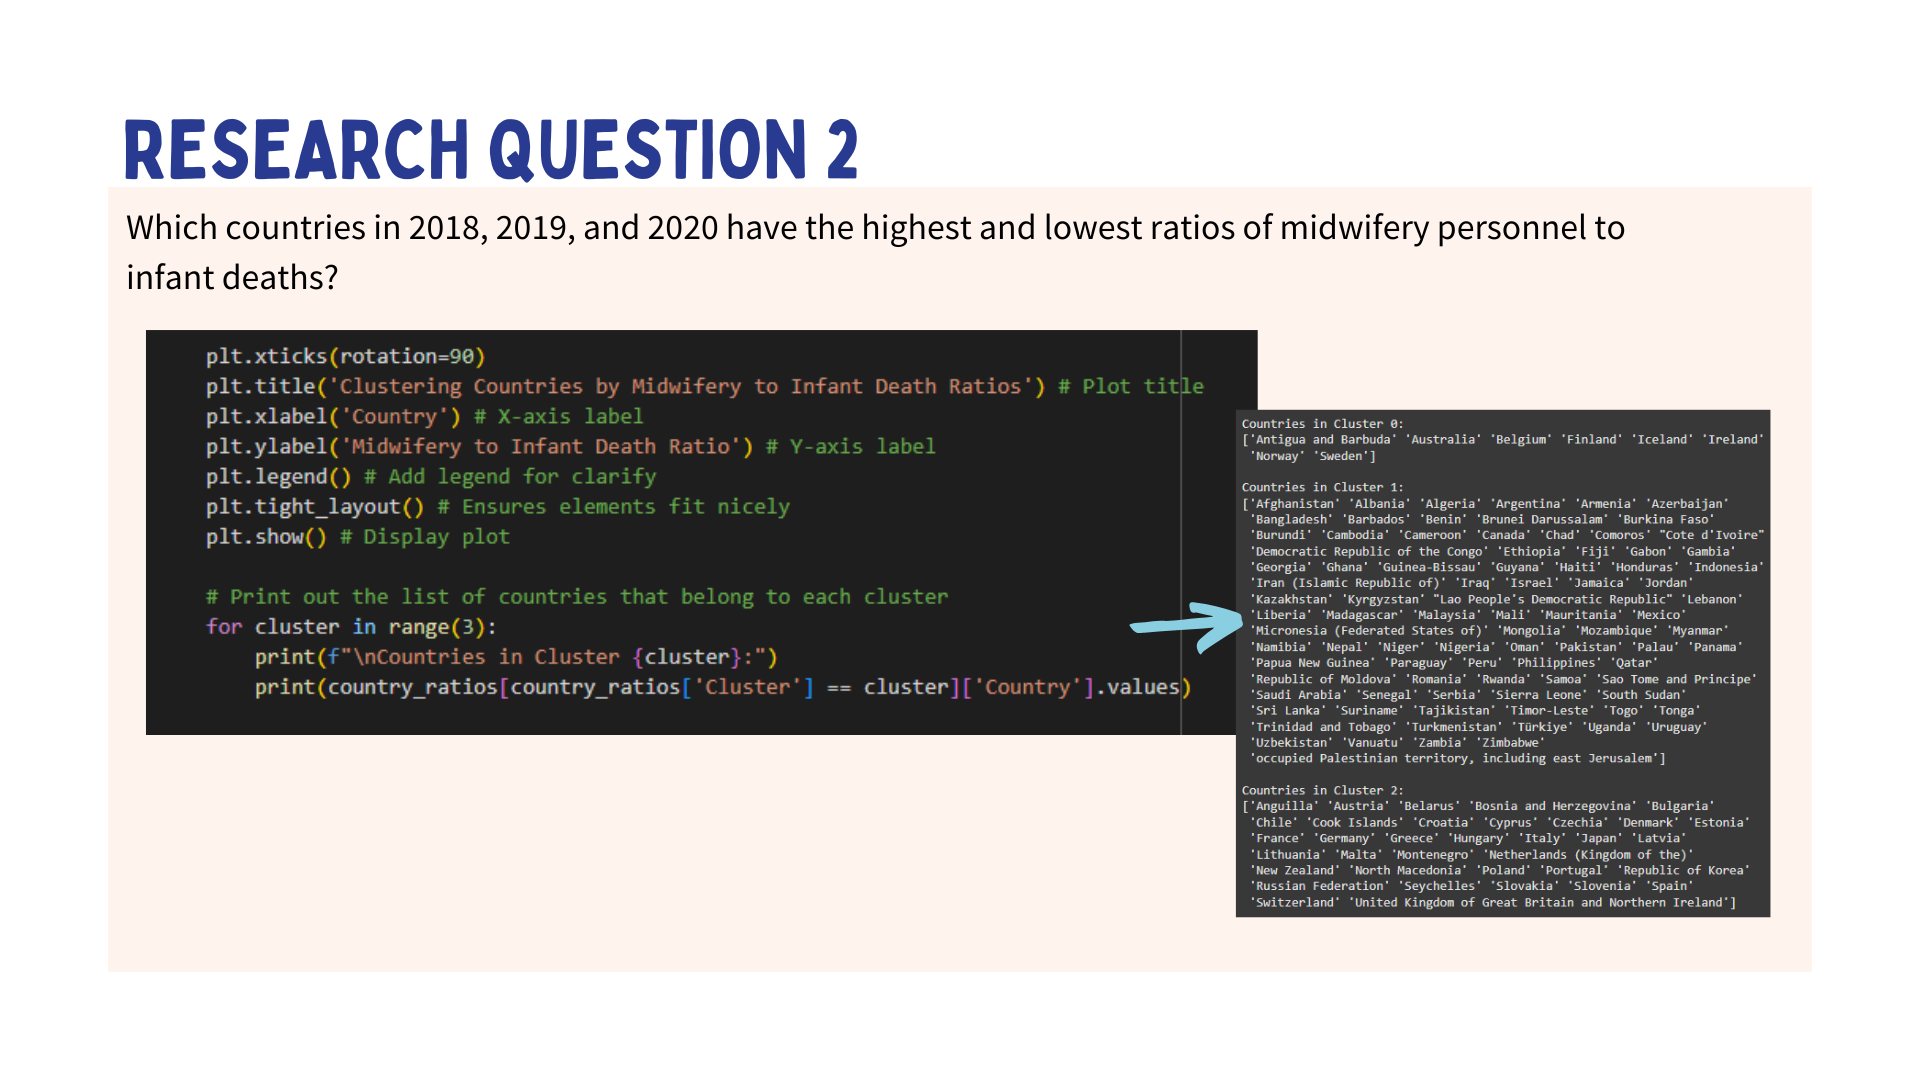 RESEARCH QUESTION 2
Which countries in 2018, 2019, and 2020 have the highest and lowest ratios of midwifery personnel to
infant deaths?
plt.xticks(rotation=90)
plt.title('Clustering Countries by Midwifery to Infant Death Ratios') # Plot title
plt.xlabel('Country') # X-axis label
plt.ylabel('Midwifery to Infant Death Ratio') # Y-axis label
plt.legend() # Add legend for clarify
plt.tight_layout() # Ensures elements fit nicely
plt.show() # Display plot
# Print out the list of countries that belong to each cluster
for cluster in range(3):
print(f"\nCountries in Cluster {cluster}:")
print(country_ratios[country_ratios['Cluster'] == cluster]['Country'].values)
Countries in Cluster 0:
['Antigua and Barbuda' 'Australia' 'Belgium' 'Finland' 'Iceland' 'Ireland'
'Norway' 'Sweden']
Countries in Cluster 1:
['Afghanistan' 'Albania' 'Algeria' 'Argentina' 'Armenia' 'Azerbaijan'
'Bangladesh' 'Barbados' 'Benin' 'Brunei Darussalam' 'Burkina Faso'
'Burundi' 'Cambodia' 'Cameroon' 'Canada' 'Chad' 'Comoros' "Cote d'Ivoire"
'Democratic Republic of the Congo' 'Ethiopia' 'Fiji' 'Gabon' 'Gambia'
'Georgia' 'Ghana' 'Guinea-Bissau' 'Guyana' 'Haiti' 'Honduras' 'Indonesia'
'Iran (Islamic Republic of)' 'Iraq' 'Israel' 'Jamaica' 'Jordan'
'Kazakhstan' 'Kyrgyzstan' "Lao People's Democratic Republic" 'Lebanon'
'Liberia' 'Madagascar' 'Malaysia' 'Mali' 'Mauritania' 'Mexico'
'Micronesia (Federated States of)' 'Mongolia' 'Mozambique' 'Myanmar'
'Namibia' 'Nepal' 'Niger' 'Nigeria' 'Oman' 'Pakistan' 'Palau' 'Panama'
'Papua New Guinea' 'Paraguay' 'Peru' 'Philippines' 'Qatar'
'Republic of Moldova' 'Romania' 'Rwanda' 'Samoa' 'Sao Tome and Principe'
'Saudi Arabia' 'Senegal' 'Serbia' 'Sierra Leone' 'South Sudan'
'Sri Lanka' 'Suriname' 'Tajikistan' 'Timor-Leste' 'Togo' 'Tonga'
'Trinidad and Tobago' 'Turkmenistan' 'Türkiye' 'Uganda' 'Uruguay'
'Uzbekistan' 'Vanuatu' 'Zambia' 'Zimbabwe'
'occupied Palestinian territory, including east Jerusalem']
Countries in Cluster 2:
['Anguilla' 'Austria' 'Belarus' 'Bosnia and Herzegovina' 'Bulgaria'
'Chile' 'Cook Islands' 'Croatia' 'Cyprus' 'Czechia' 'Denmark' 'Estonia'
'France' 'Germany' 'Greece' 'Hungary' 'Italy' 'Japan' 'Latvia'
'Lithuania' 'Malta' 'Montenegro' 'Netherlands (Kingdom of the)'
'New Zealand' 'North Macedonia' 'Poland' 'Portugal' 'Republic of Korea'
'Russian Federation' 'Seychelles' 'Slovakia' 'Slovenia' 'Spain'
'Switzerland' 'United Kingdom of Great Britain and Northern Ireland']